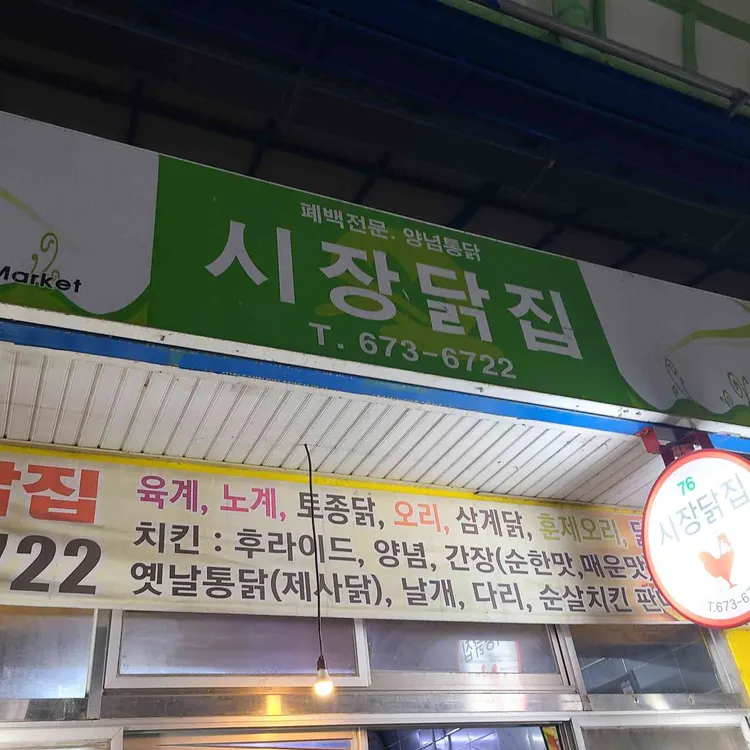 Market
폐백전문. 양념통닭
시장닭집
T. 673-6722
닭집
722
육계, 노계, 토종닭, 오리, 삼계닭, 훈제오리,
치킨 : 후라이드, 양념, 간장(순한맛,매운맛
옛날통닭(제사닭), 날개, 다리, 순살치킨
76
시장닭집
T.673-6